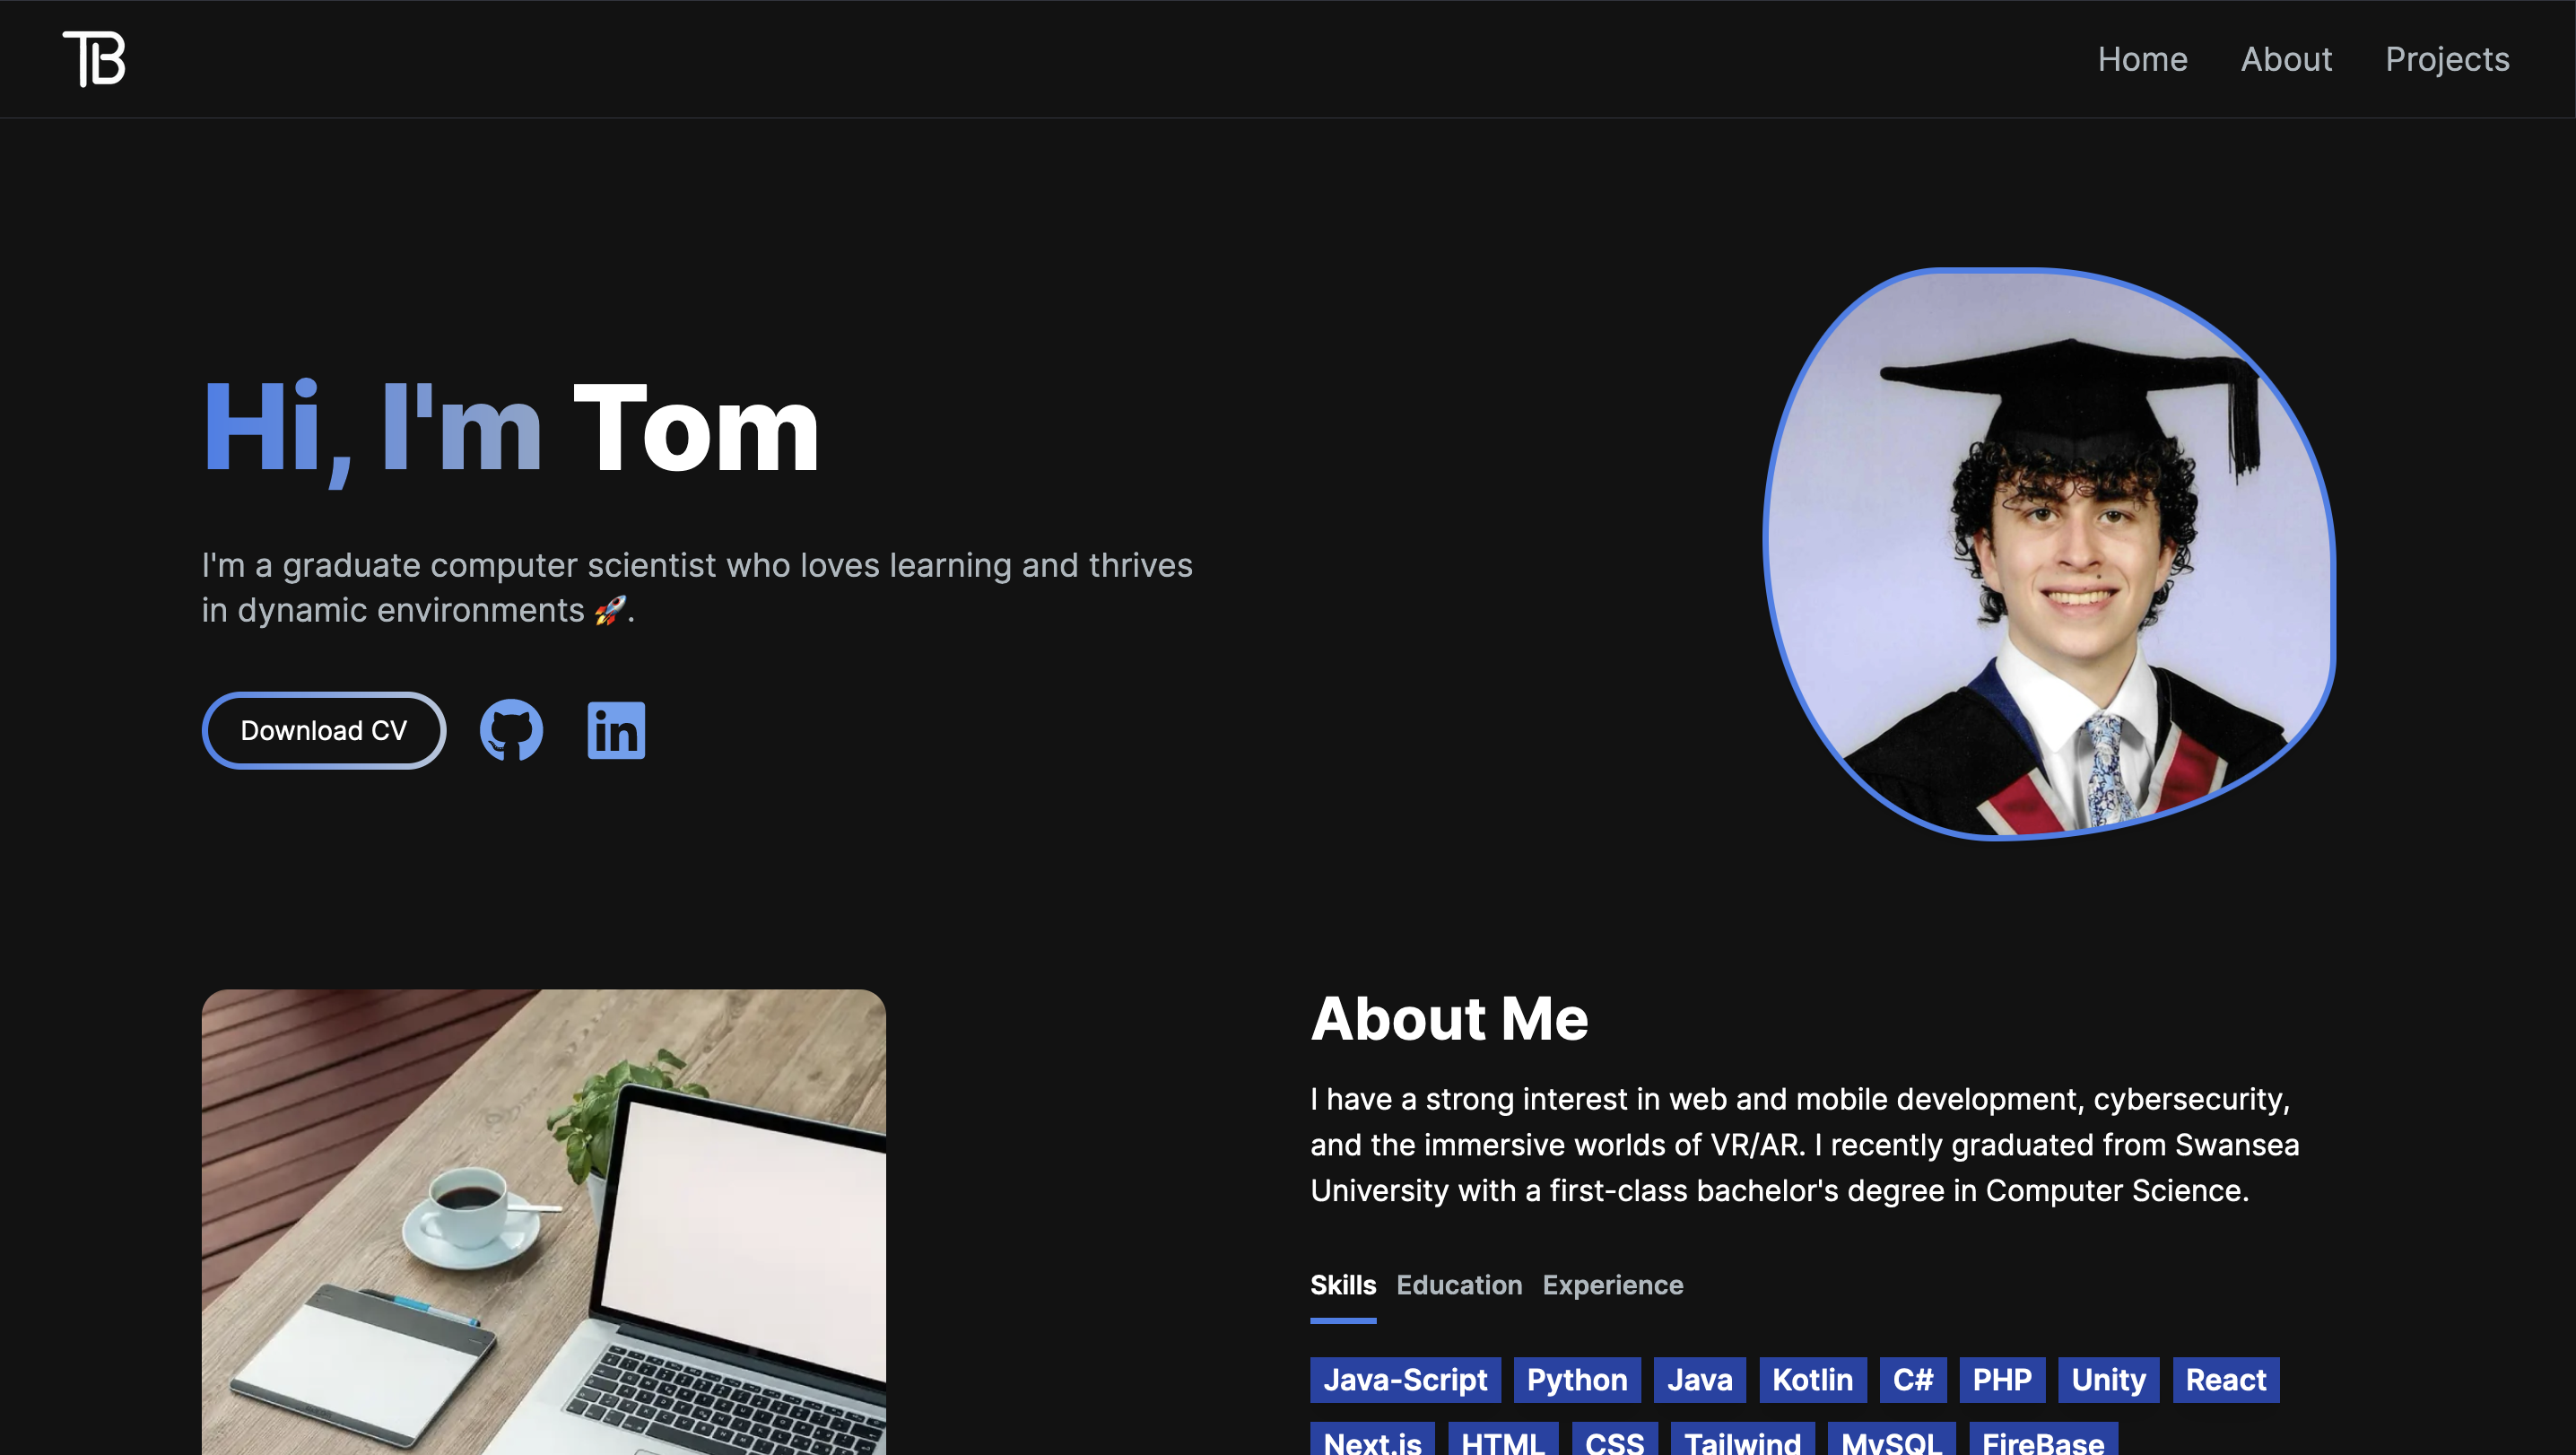 TB
Home About Projects
Hi, I'm Tom
I'm a graduate computer scientist who loves learning and thrives
in dynamic environments 🚀.
Download CV
in
About Me
I have a strong interest in web and mobile development, cybersecurity,
and the immersive worlds of VR/AR. I recently graduated from Swansea
University with a first-class bachelor's degree in Computer Science.
Skills Education Experience
Java-Script Python Java Kotlin C# PHP Unity React
Next.js HTML CSS Tailwind MySQL FireBase